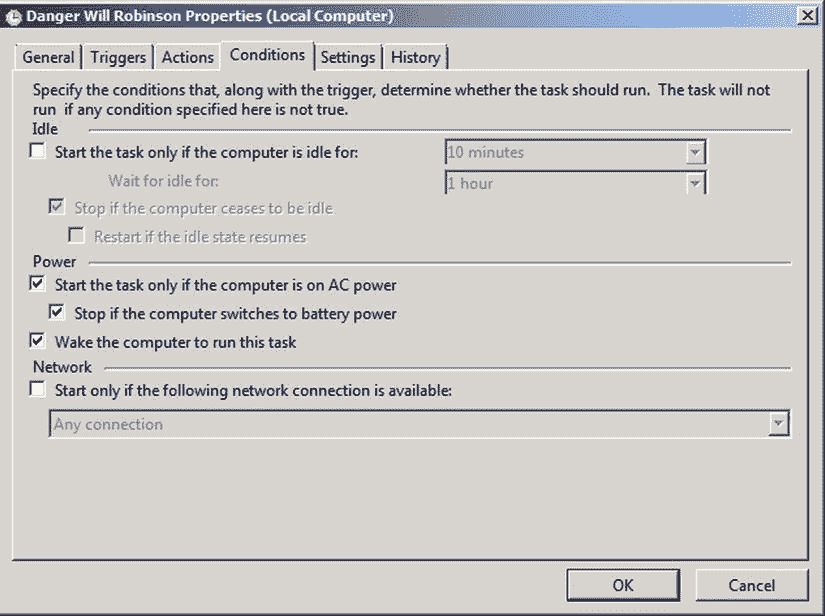 Danger Will Robinson Properties (Local Computer)
General Triggers Actions Conditions Settings History
Specify the conditions that, along with the trigger, determine whether the task should run. The task will not
run if any condition specified here is not true.
Idle
Start the task only if the computer is idle for: 10 minutes
Wait for idle for: 1 hour
Stop if the computer ceases to be idle
Restart if the idle state resumes
Power
Start the task only if the computer is on AC power
Stop if the computer switches to battery power
Wake the computer to run this task
Network
Start only if the following network connection is available:
Any connection
OK Cancel